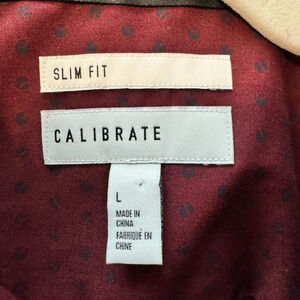 SLIM FIT
CALIBRATE
L
MADE IN
CHINA
FABRIQUÉ EN
CHINE